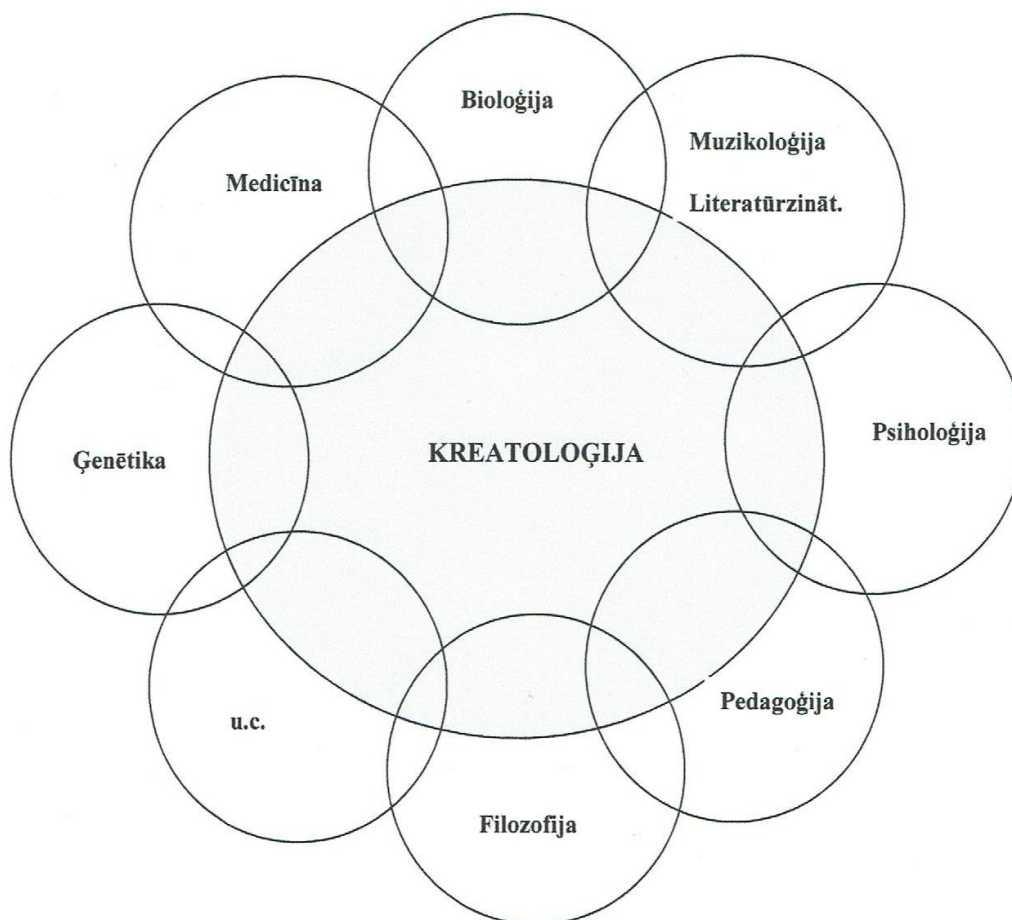 Bioloģija
Muzikoloģija
Literatūrzināt.
Medicīna
Psiholoģija
KREATOLOĢIJA
Ģenētika
Pedagoģija
u.c.
Filozofija